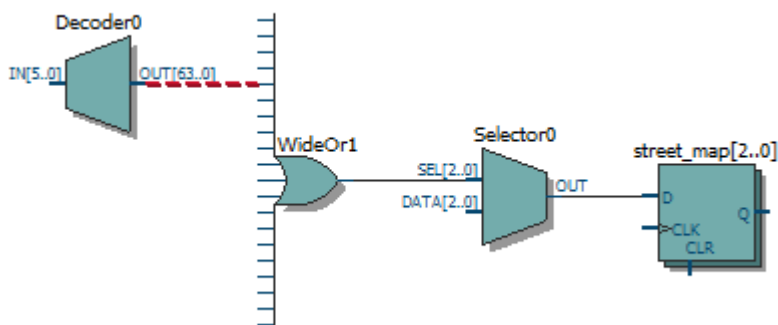 Decoder0
IN[5..0]
OUT[63..0]
WideOr1
Selector0
SEL[2..0]
DATA[2..0]
OUT
street_map[2..0]
D
Q
CLK
CLR